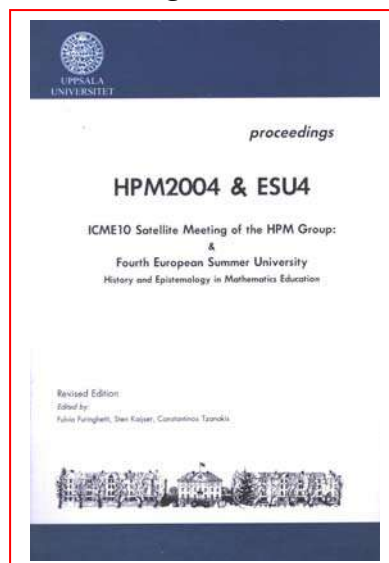 UPPSALA
UNIVERSITET
proceedings
HPM2004 & ESU4
ICME10 Satellite Meeting of the HPM Group:
&
Fourth European Summer University
History and Epistemology in Mathematics Education
Revised Edition
Edited by:
Fulvia Furinghetti, Sten Kaijser, Constantinos Tzanakis